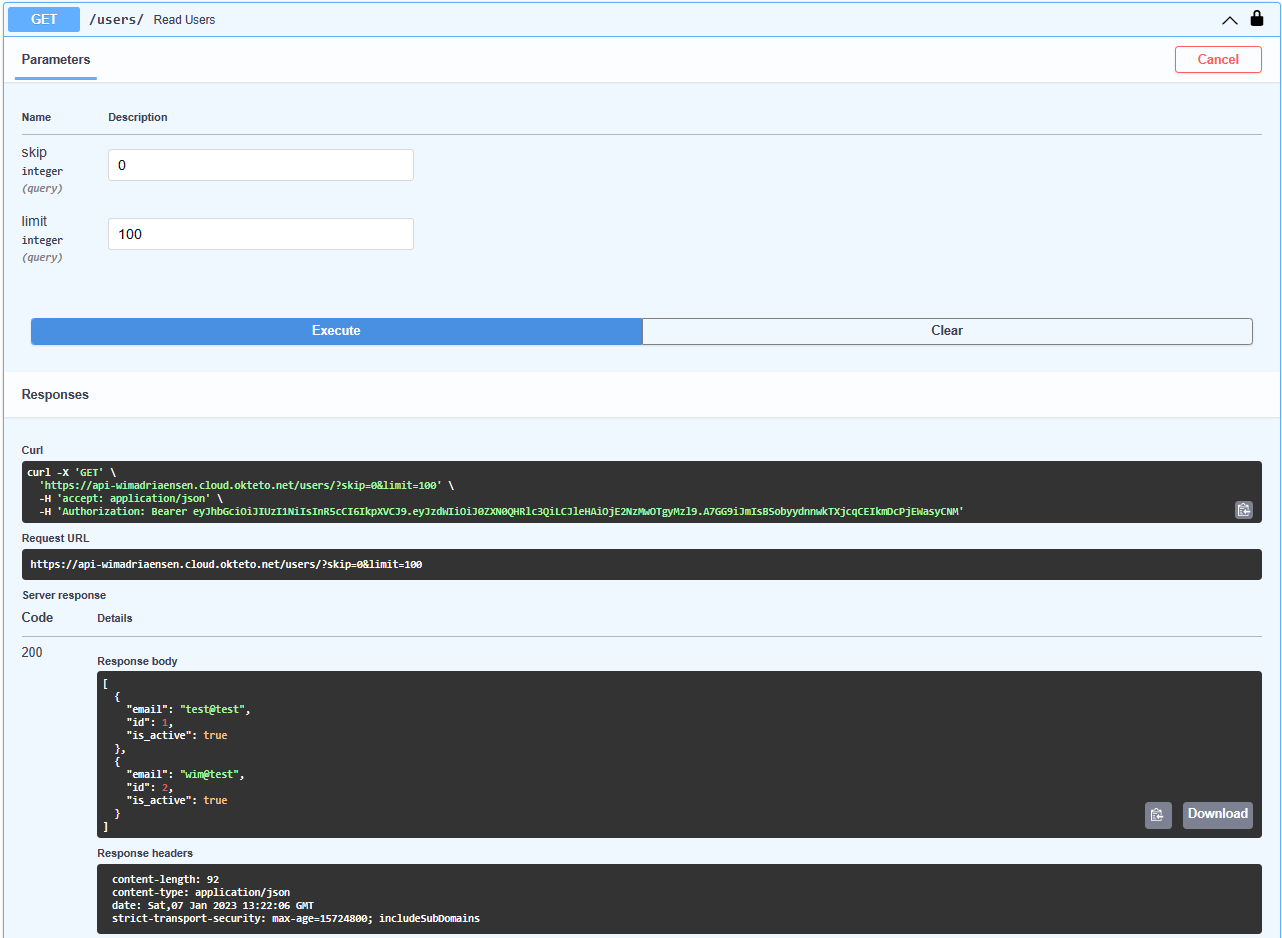 GET /users/ Read Users
Parameters
Cancel
Name Description
skip
integer
(query)
0
limit
integer
(query)
100
Execute Clear
Responses
Curl
curl -X 'GET' \
'https://api-wimadriaensen.cloud.okteto.net/users/?skip=0&limit=100' \
-H 'accept: application/json' \
-H 'Authorization: Bearer eyJhbGciOiJIUzI1NiIsInR5cCI6IkpXVCJ9.eyJzdWIiOiJ0ZXN0QHRlc3QiLCJleHAiOjE2NzMwOTgyMzl9.A7GG9iJmIsBSobyydnnwkTXjcqCEIkmDcPjEWasyCNM'
Request URL
https://api-wimadriaensen.cloud.okteto.net/users/?skip=0&limit=100
Server response
Code Details
200
Response body
[
{
"email": "test@test",
"id": 1,
"is_active": true
},
{
"email": "wim@test",
"id": 2,
"is_active": true
}
]
Download
Response headers
content-length: 92
content-type: application/json
date: Sat,07 Jan 2023 13:22:06 GMT
strict-transport-security: max-age=15724800; includeSubDomains